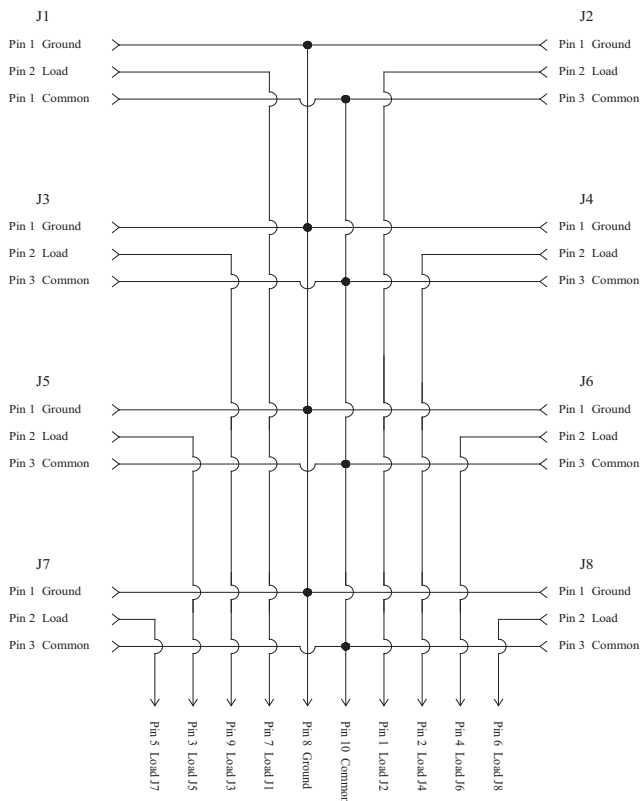 J1
J2
Pin 1 Ground
Pin 1 Ground
Pin 2 Load
Pin 2 Load
Pin 1 Common
Pin 3 Common
J3
J4
Pin 1 Ground
Pin 1 Ground
Pin 2 Load
Pin 2 Load
Pin 3 Common
Pin 3 Common
J5
J6
Pin 1 Ground
Pin 1 Ground
Pin 2 Load
Pin 2 Load
Pin 3 Common
Pin 3 Common
J7
J8
Pin 1 Ground
Pin 1 Ground
Pin 2 Load
Pin 2 Load
Pin 3 Common
Pin 3 Common
Pin 5 Load J7
Pin 3 Load J5
Pin 9 Load J3
Pin 7 Load J1
Pin 8 Ground
Pin 10 Common
Pin 1 Load J2
Pin 2 Load J4
Pin 4 Load J6
Pin 6 Load J8